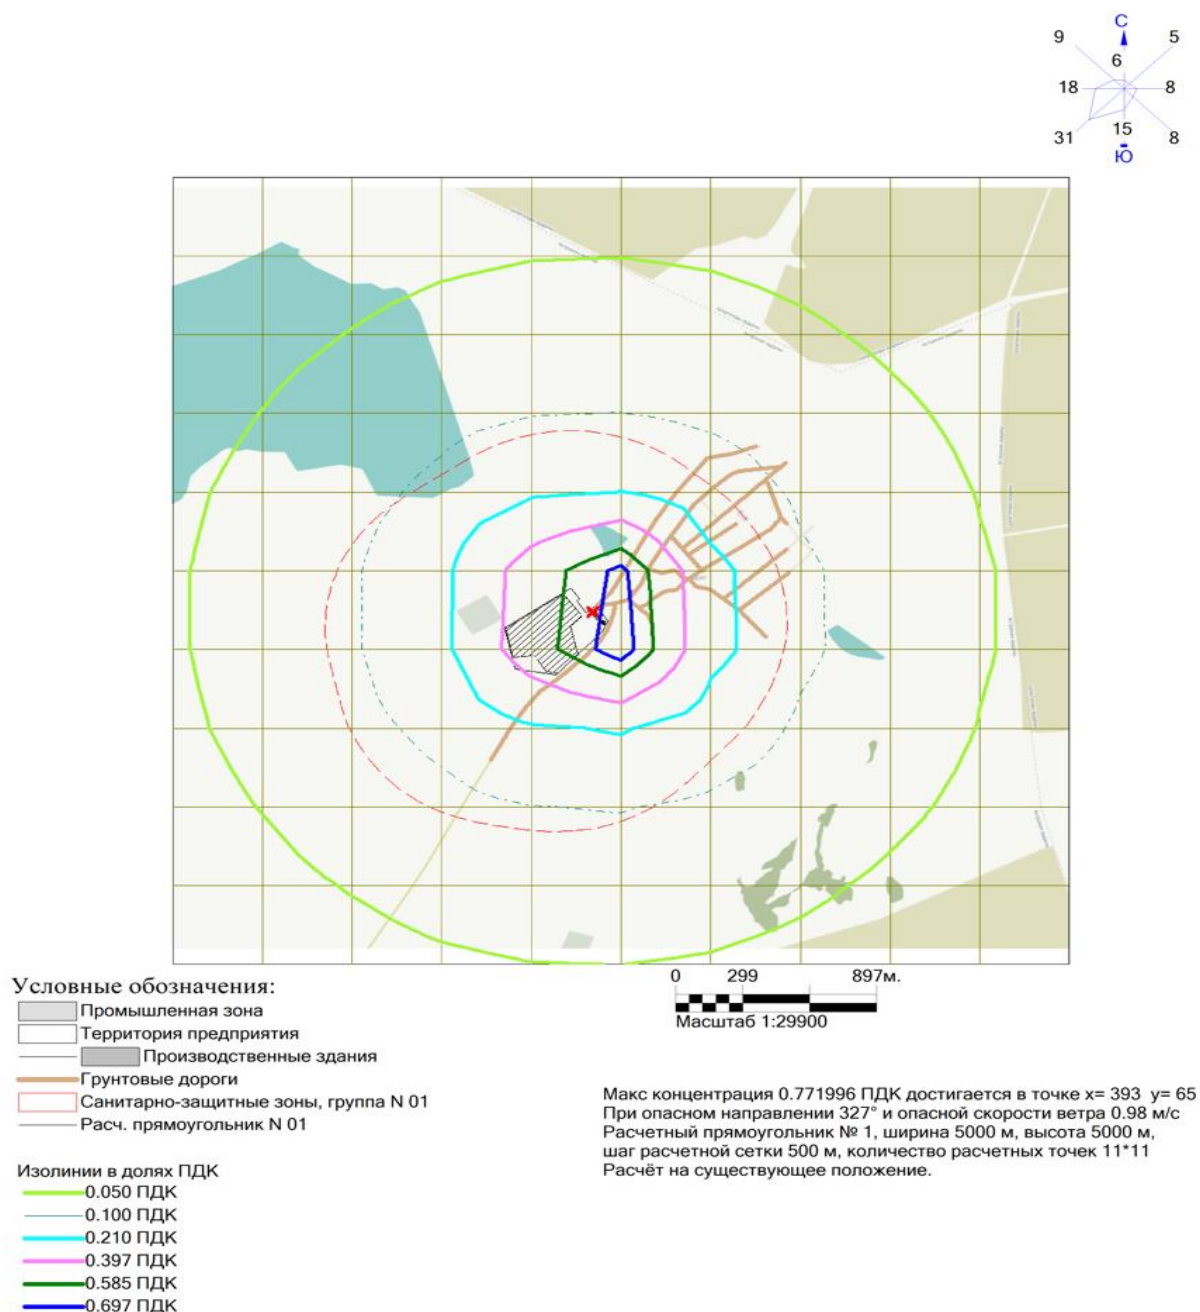 С
9
5
6
18
8
31
15
8
Ю
Условные обозначения:
Промышленная зона
Территория предприятия
Производственные здания
Грунтовые дороги
Санитарно-защитные зоны, группа N 01
Расч. прямоугольник N 01
Изолинии в долях ПДК
0.050 ПДК
0.100 ПДК
0.210 ПДК
0.397 ПДК
0.585 ПДК
0.697 ПДК
0 299 897м.
Масштаб 1:29900
Макс концентрация 0.771996 ПДК достигается в точке x= 393 y= 65
При опасном направлении 327° и опасной скорости ветра 0.98 м/с
Расчетный прямоугольник № 1, ширина 5000 м, высота 5000 м,
шаг расчетной сетки 500 м, количество расчетных точек 11*11
Расчёт на существующее положение.